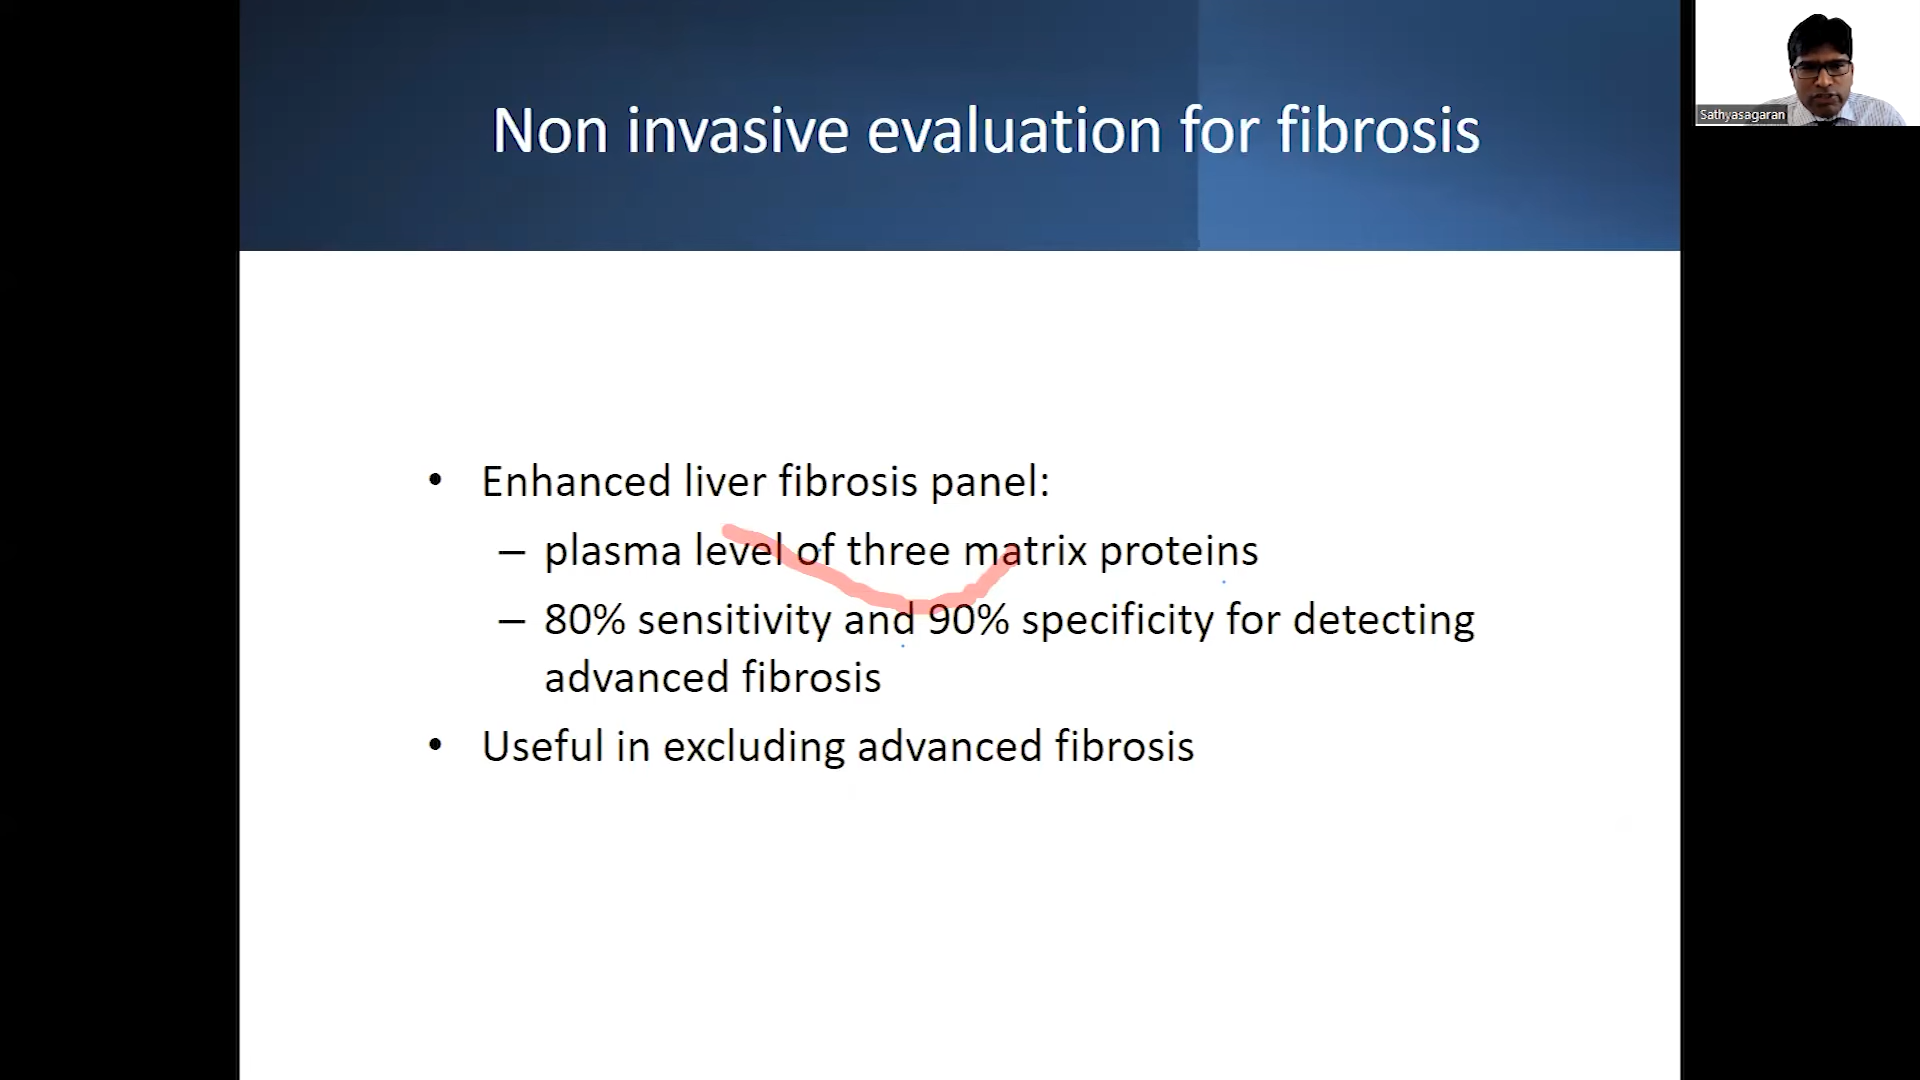 Non invasive evaluation for fibrosis
Sathyasagaran
• Enhanced liver fibrosis panel:
– plasma level of three matrix proteins
– 80% sensitivity and 90% specificity for detecting
advanced fibrosis
• Useful in excluding advanced fibrosis